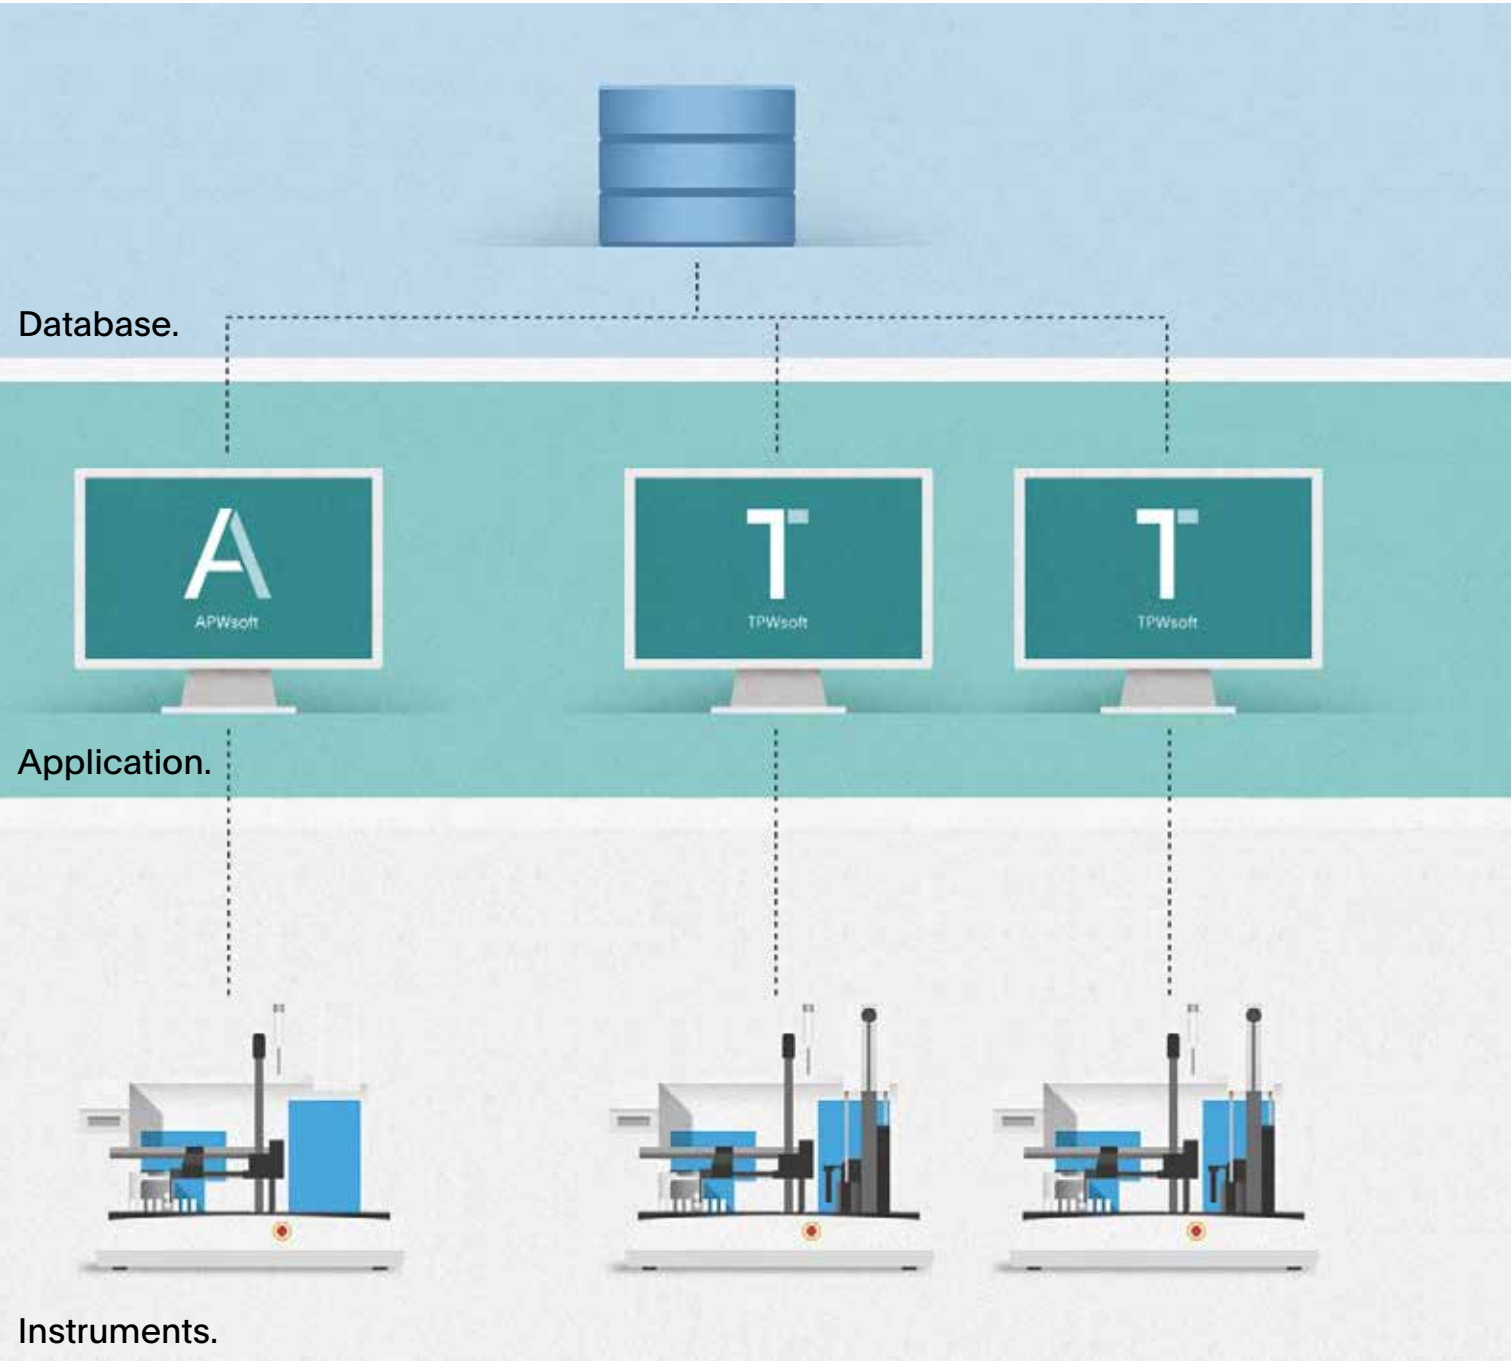 Database.
A
APWsoft
T
TPWsoft
T
TPWsoft
Application.
Instruments.